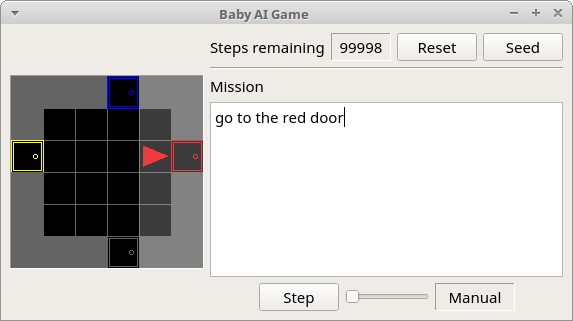 Baby AI Game
Steps remaining 99998 Reset Seed
Mission
go to the red door
Step Manual